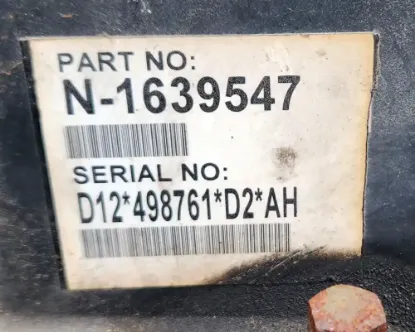 PART NO:
N-1639547
SERIAL NO:
D12*498761*D2*AH